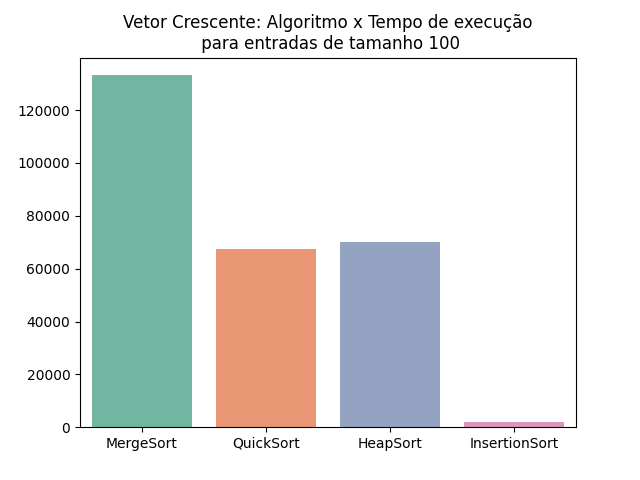 Vetor Crescente: Algoritmo x Tempo de execução
para entradas de tamanho 100
120000
100000
80000
60000
40000
20000
0
MergeSort QuickSort HeapSort InsertionSort